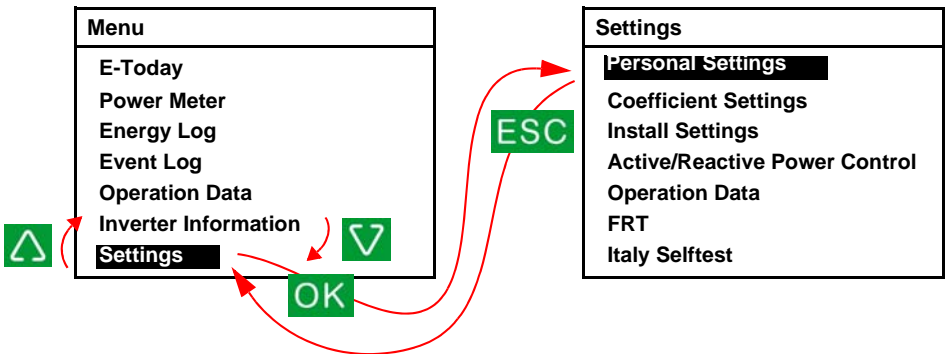 Menu
E-Today
Power Meter
Energy Log
Event Log
Operation Data
Inverter Information
Settings
OK
ESC
Settings
Personal Settings
Coefficient Settings
Install Settings
Active/Reactive Power Control
Operation Data
FRT
Italy Selftest